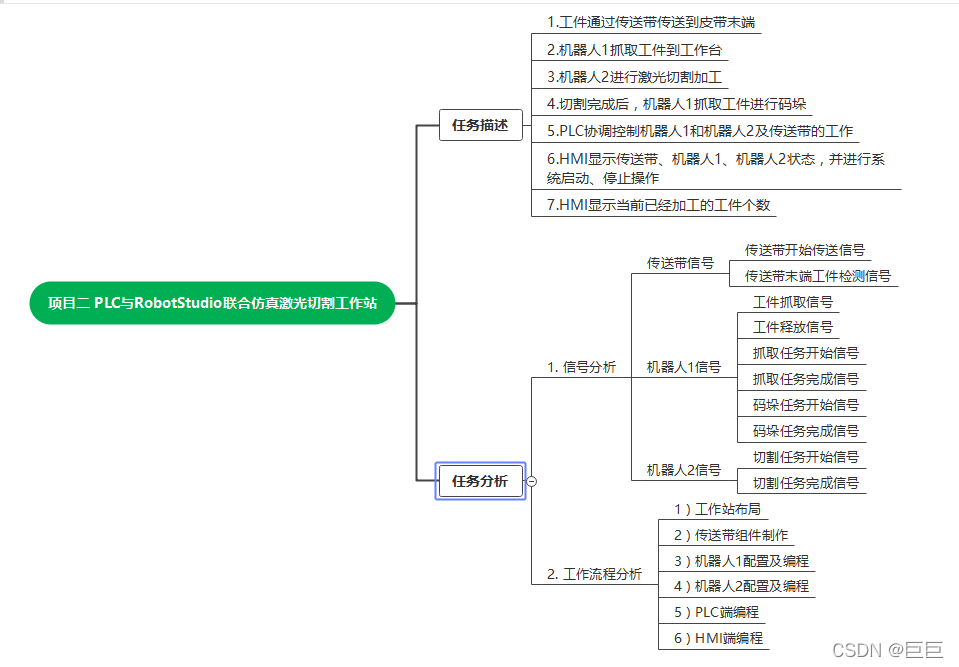 项目二 PLC与RobotStudio联合仿真激光切割工作站
任务描述
1.工件通过传送带传送到皮带末端
2.机器人1抓取工件到工作台
3.机器人2进行激光切割加工
4.切割完成后，机器人1抓取工件进行码垛
5.PLC协调控制机器人1和机器人2及传送带的工作
6.HMI显示传送带、机器人1、机器人2状态，并进行系
统启动、停止操作
7.HMI显示当前已经加工的工件个数
任务分析
1. 信号分析
传送带信号
传送带开始传送信号
传送带末端工件检测信号
机器人1信号
工件抓取信号
工件释放信号
抓取任务开始信号
抓取任务完成信号
码垛任务开始信号
码垛任务完成信号
机器人2信号
切割任务开始信号
切割任务完成信号
2. 工作流程分析
1）工作站布局
2）传送带组件制作
3）机器人1配置及编程
4）机器人2配置及编程
5）PLC端编程
6）HMI端编程
CSDN @巨巨